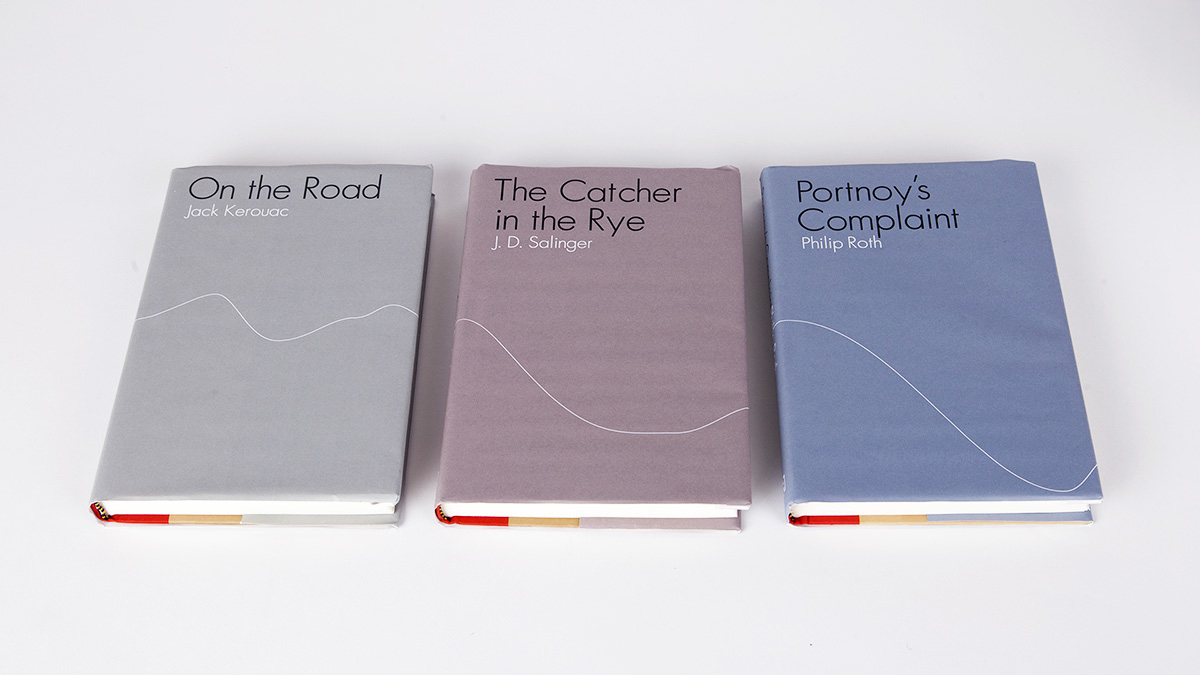 On the Road
Jack Kerouac
The Catcher
in the Rye
J. D. Salinger
Portnoy's
Complaint
Philip Roth